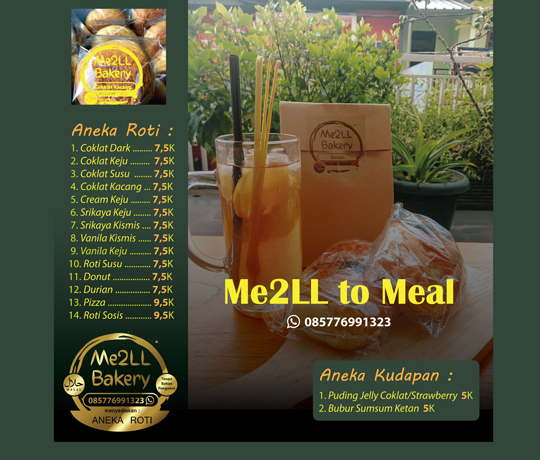 Me2LL
Bakery
Coklat Kacang
Aneka Roti :
1. Coklat Dark ......... 7,5K
2. Coklat Keju ......... 7,5K
3. Coklat Susu ....... 7,5K
4. Coklat Kacang ... 7,5K
5. Cream Keju ......... 7,5K
6. Srikaya Keju ....... 7,5K
7. Srikaya Kismis .... 7,5K
8. Vanila Kismis ...... 7,5K
9. Vanila Keju ......... 7,5K
10. Roti Susu ............ 7,5K
11. Donut ................ 7,5K
12. Durian ............... 7,5K
13. Pizza .................. 9,5K
14. Roti Sosis ............ 9,5K
Me2LL
Bakery
حلال
HALAL
Tanpa
Bahan
Pengawet
085776991323
menyediakan :
ANEKA ROTI
Me2LL
Bakery
Me2LL to Meal
085776991323
Aneka Kudapan :
1. Puding Jelly Coklat/Strawberry 5K
2. Bubur Sumsum Ketan 5K